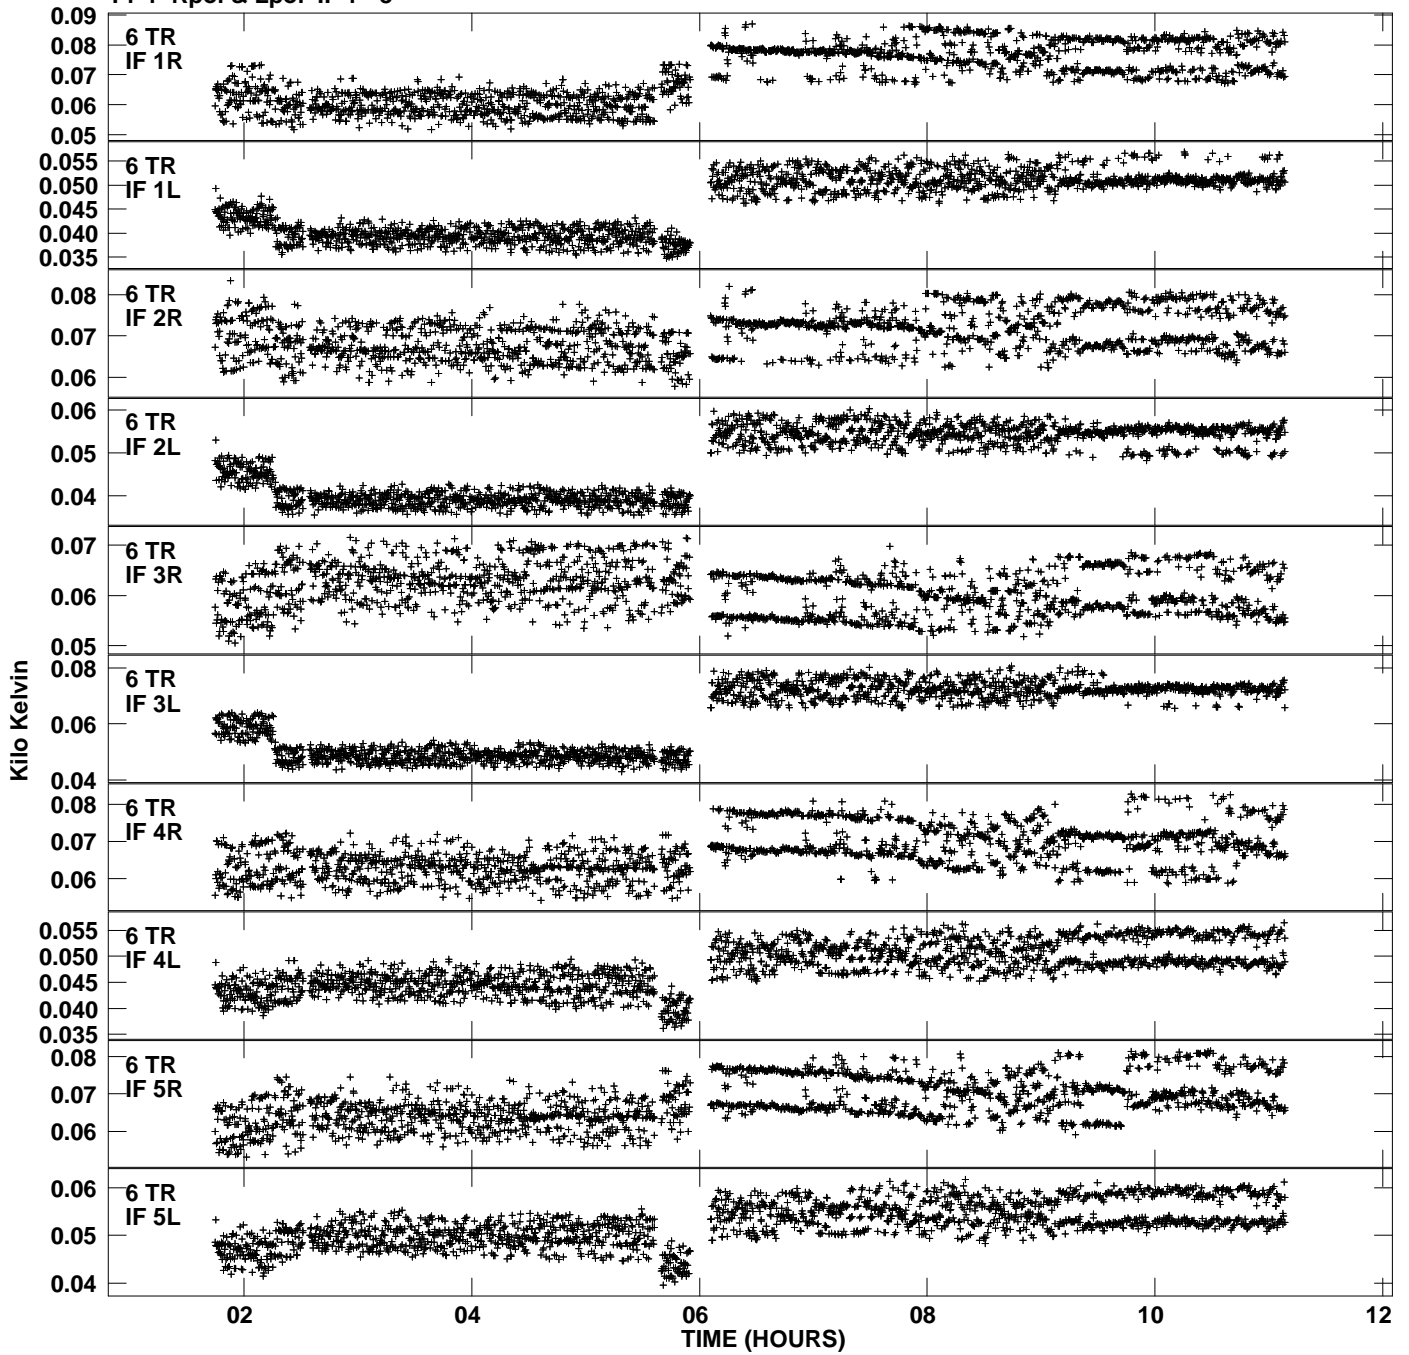 0.09
0.08
0.07
0.06
0.05
6 TR
IF 1R
0.055
0.050
0.045
0.040
0.035
6 TR
IF 1L
0.08
0.07
0.06
6 TR
IF 2R
0.06
0.05
0.04
6 TR
IF 2L
0.07
0.06
0.05
6 TR
IF 3R
0.08
0.06
0.04
6 TR
IF 3L
0.08
0.07
0.06
6 TR
IF 4R
0.055
0.050
0.045
0.040
0.035
6 TR
IF 4L
0.08
0.07
0.06
6 TR
IF 5R
0.06
0.05
0.04
6 TR
IF 5L
Kilo Kelvin
02 04 06 08 10 12
TIME (HOURS)